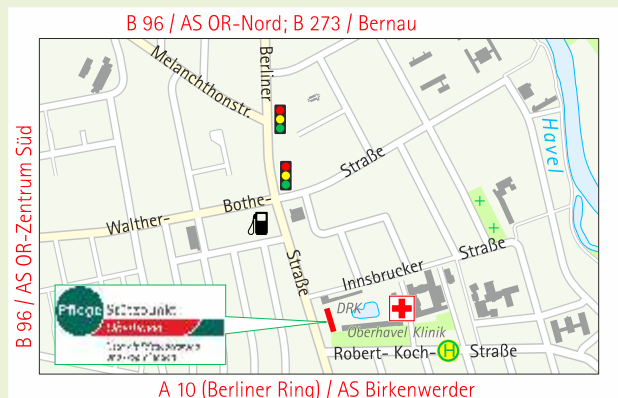 B 96 / AS OR-Nord; B 273 / Bernau
Melanchthonstr.
Berliner
Straße
Havel
B 96 / AS OR-Zentrum Süd
Walther-
Bothe-
Straße
Straße
Innsbrucker
Pflege
Stützpunkt
DRK
Oberhavel Klinik
Robert- Koch-
H
Straße
A 10 (Berliner Ring) / AS Birkenwerder